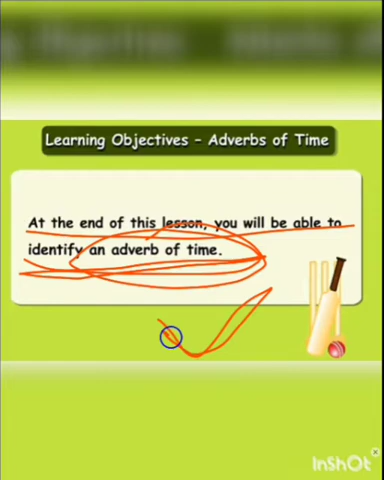 Learning Objectives - Adverbs of Time
At the end of this lesson, you will be able to
identify an adverb of time.
InShOt